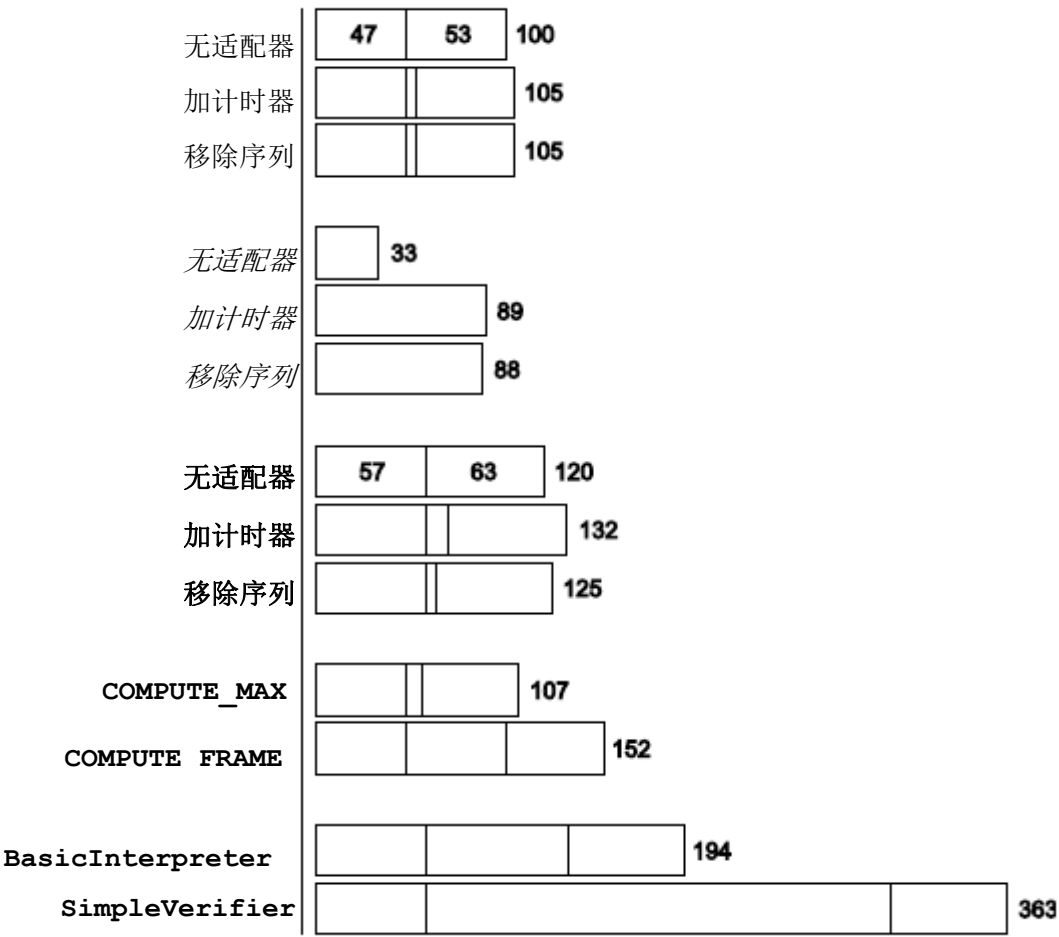 无适配器 47 53 100
加计时器 105
移除序列 105
无适配器 33
加计时器 89
移除序列 88
无适配器 57 63 120
加计时器 132
移除序列 125
COMPUTE_MAX 107
COMPUTE FRAME 152
BasicInterpreter 194
SimpleVerifier 363